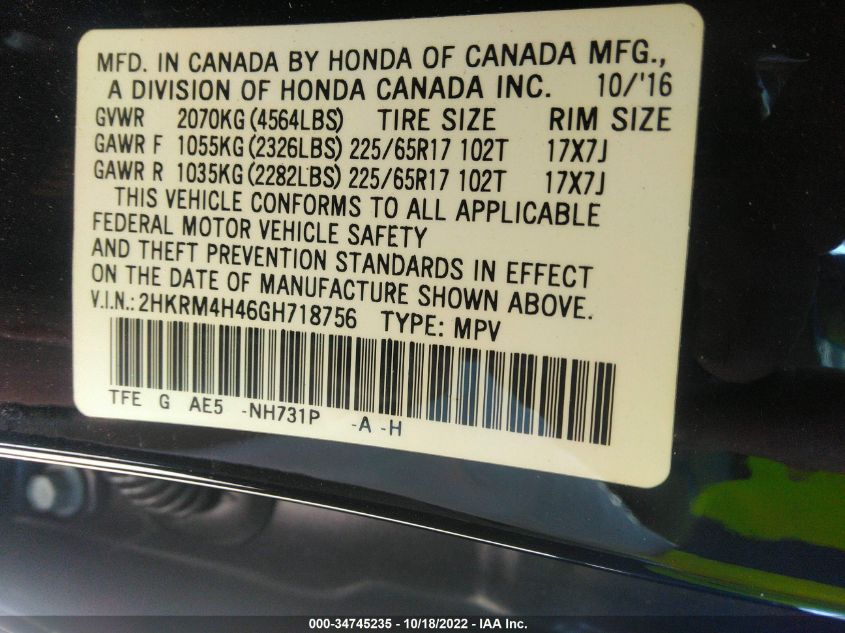 MFD. IN CANADA BY HONDA OF CANADA MFG.,
A DIVISION OF HONDA CANADA INC. 10/'16
GVWR 2070KG (4564LBS) TIRE SIZE RIM SIZE
GAWR F 1055KG (2326LBS) 225/65R17 102T 17X7J
GAWR R 1035KG (2282LBS) 225/65R17 102T 17X7J
THIS VEHICLE CONFORMS TO ALL APPLICABLE
FEDERAL MOTOR VEHICLE SAFETY
AND THEFT PREVENTION STANDARDS IN EFFECT
ON THE DATE OF MANUFACTURE SHOWN ABOVE.
V.I.N.: 2HKRM4H46GH718756 TYPE: MPV
TFE G AE5 -NH731P -A -H
000-34745235 - 10/18/2022 - IAA Inc.